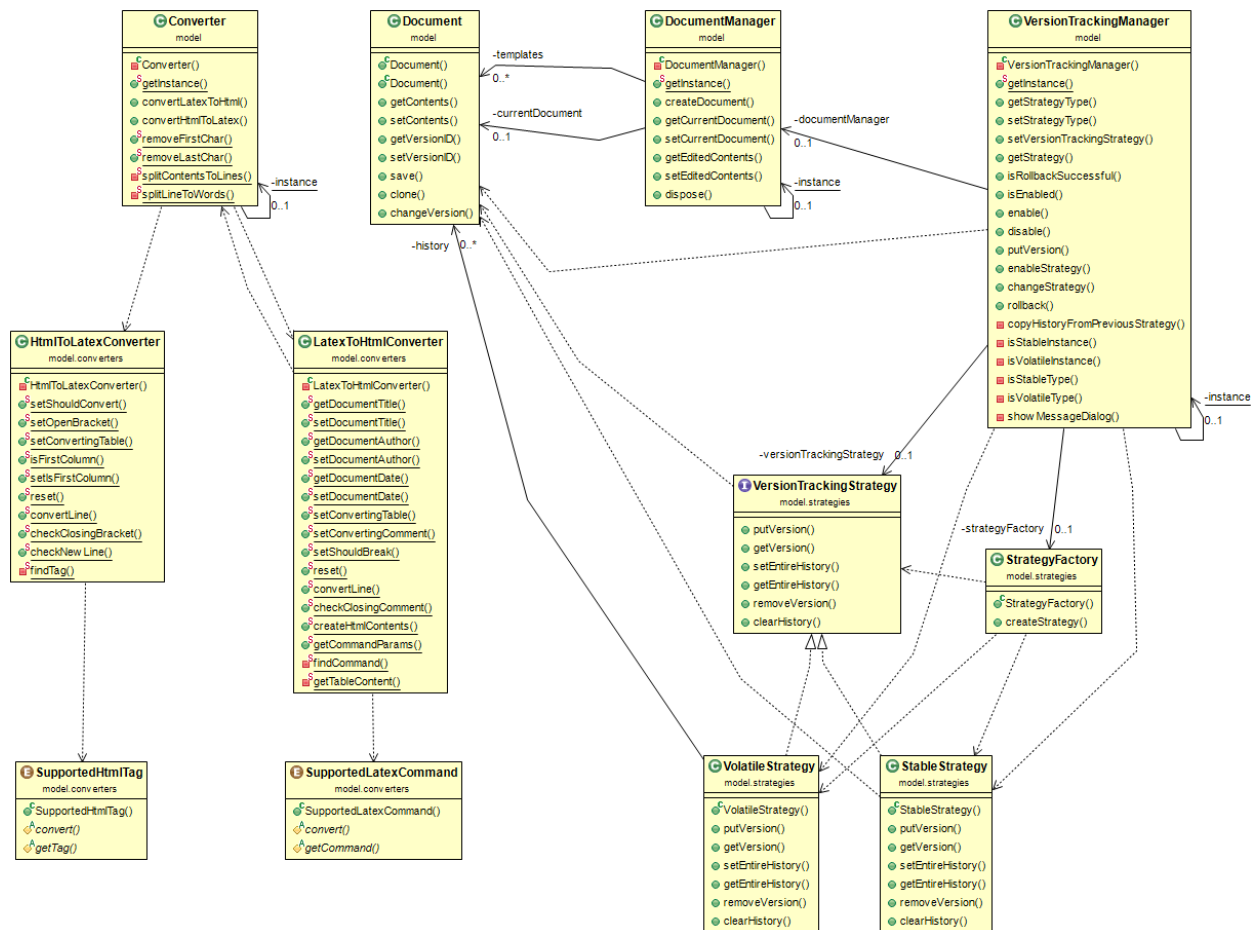 Converter
model
Converter()
getInstance()
convertLatexToHtml()
convertHtmlToLatex()
removeFirstChar()
removeLastChar()
splitContentsToLines()
splitLineToWords()
-instance
0..1
Document
model
Document()
Document()
getContents()
setContents()
getVersionID()
setVersionID()
save()
clone()
changeVersion()
-templates
0..*
-currentDocument
0..1
-history
0..*
DocumentManager
model
DocumentManager()
getInstance()
createDocument()
getCurrentDocument()
setCurrentDocument()
getEditedContents()
setEditedContents()
dispose()
-instance
0..1
-documentManager
0..1
VersionTrackingManager
model
VersionTrackingManager()
getInstance()
getStrategyType()
setStrategyType()
setVersionTrackingStrategy()
getStrategy()
isRollbackSuccessful()
isEnabled()
enable()
disable()
putVersion()
enableStrategy()
changeStrategy()
rollback()
copyHistoryFromPreviousStrategy()
isStableInstance()
isVolatileInstance()
isStableType()
isVolatileType()
showMessageDialog()
-instance
0..1
HtmlToLatexConverter
model.converters
HtmlToLatexConverter()
setShouldConvert()
setOpenBracket()
setConvertingTable()
isFirstColumn()
setIsFirstColumn()
reset()
convertLine()
checkClosingBracket()
checkNewLine()
findTag()
LatexToHtmlConverter
model.converters
LatexToHtmlConverter()
getDocumentTitle()
setDocumentTitle()
getDocumentAuthor()
setDocumentAuthor()
getDocumentDate()
setDocumentDate()
setConvertingTable()
setConvertingComment()
setShouldBreak()
reset()
convertLine()
checkClosingComment()
createHtmlContents()
getCommandParams()
findCommand()
getTableContent()
-versionTrackingStrategy
0..1
VersionTrackingStrategy
model.strategies
putVersion()
getVersion()
setEntireHistory()
getEntireHistory()
removeVersion()
clearHistory()
-strategyFactory
0..1
StrategyFactory
model.strategies
StrategyFactory()
createStrategy()
SupportedHtmlTag
model.converters
SupportedHtmlTag()
convert()
getTag()
SupportedLatexCommand
model.converters
SupportedLatexCommand()
convert()
getCommand()
VolatileStrategy
model.strategies
VolatileStrategy()
putVersion()
getVersion()
setEntireHistory()
getEntireHistory()
removeVersion()
clearHistory()
StableStrategy
model.strategies
StableStrategy()
putVersion()
getVersion()
setEntireHistory()
getEntireHistory()
removeVersion()
clearHistory()